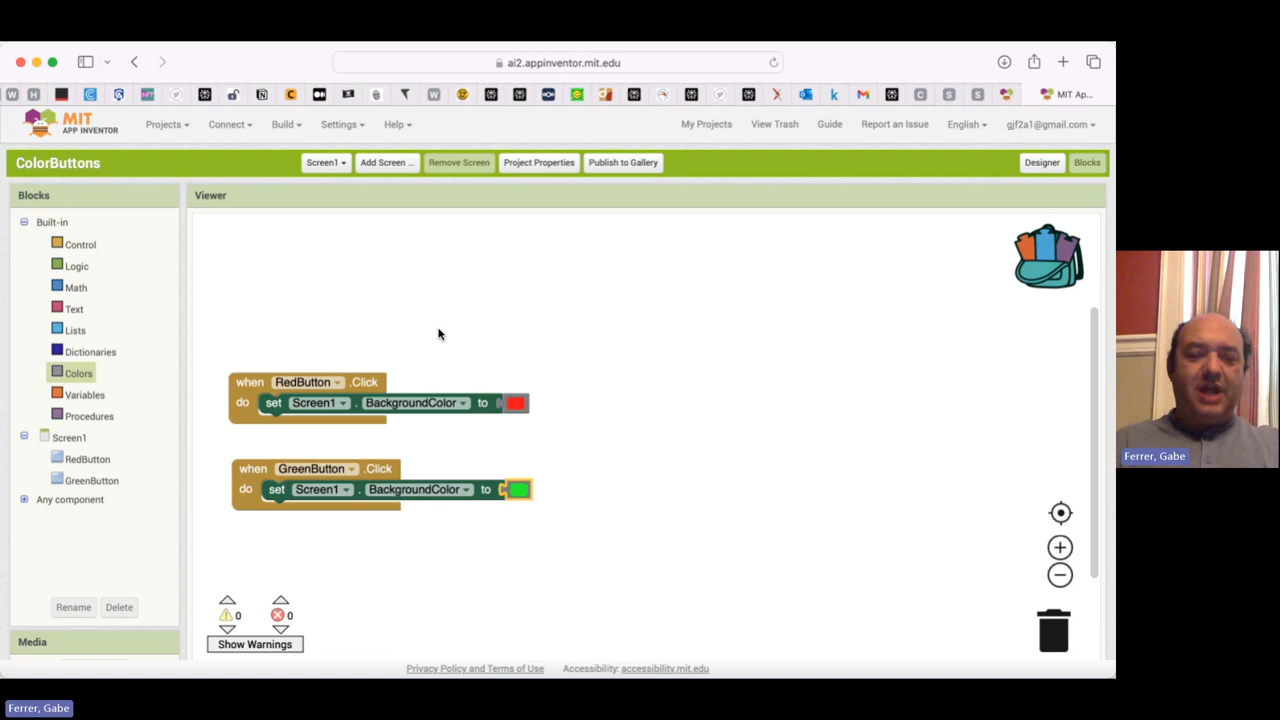 ai2.appinventor.mit.edu
MIT Ap...
MIT
APP INVENTOR
Projects
Connect
Build
Settings
Help
My Projects
View Trash
Guide
Report an Issue
English
gjf2a1@gmail.com
ColorButtons
Screen1
Add Screen ...
Remove Screen
Project Properties
Publish to Gallery
Designer
Blocks
Blocks
Viewer
Built-in
Control
Logic
Math
Text
Lists
Dictionaries
Colors
Variables
Procedures
Screen1
RedButton
GreenButton
Any component
Rename
Delete
Media
when RedButton .Click
do set Screen1 . BackgroundColor to
when GreenButton .Click
do set Screen1 . BackgroundColor to
0
0
Show Warnings
Privacy Policy and Terms of Use
Accessibility: accessibility.mit.edu
Ferrer, Gabe
Ferrer, Gabe